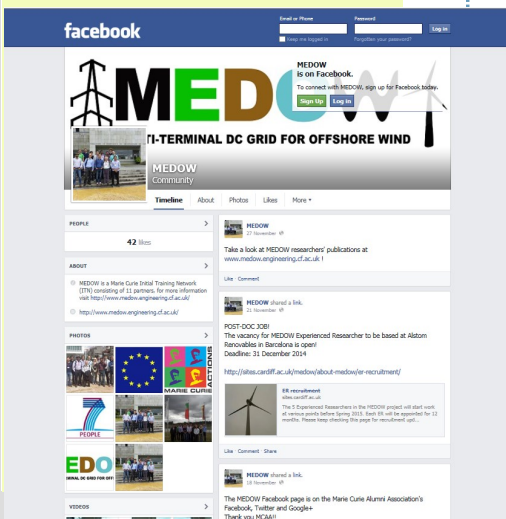 facebook
Email or Phone
Password
Log In
Keep me logged in
Forgotten your password?
MEDOW
TI-TERMINAL DC GRID FOR OFFSHORE WIND
MEDOW
is on Facebook.
To connect with MEDOW, sign up for Facebook today.
Sign Up
Log in
MEDOW
Community
Timeline
About
Photos
Likes
More
PEOPLE
42 likes
ABOUT
MEDOW is a Marie Curie Initial Training Network
(ITN) consisting of 11 partners. for more information
visit http://www.medow.engineering.cf.ac.uk/
http://www.medow.engineering.cf.ac.uk/
PHOTOS
MARIE CURIE
ACTIONS
7
PEOPLE
EDO
VIDEOS
MEDOW
27 November
Take a look at MEDOW researchers' publications at
www.medow.engineering.cf.ac.uk !
Like · Comment
MEDOW shared a link.
21 November
POST-DOC JOB!
The vacancy for MEDOW Experienced Researcher to be based at Alstom
Renovables in Barcelona is open!
Deadline: 31 December 2014
http://sites.cardiff.ac.uk/medow/about-medow/er-recruitment/
ER recruitment
sites.cardiff.ac.uk
The 5 Experienced Researchers in the MEDOW project will start work
at various points before Spring 2015. Each ER will be appointed for 12
months. Please keep checking this page for recruitment upd...
Like · Comment · Share
MEDOW shared a link.
18 November
The MEDOW Facebook page is on the Marie Curie Alumni Association's
Facebook, Twitter and Google+
Thank you MCAA!!